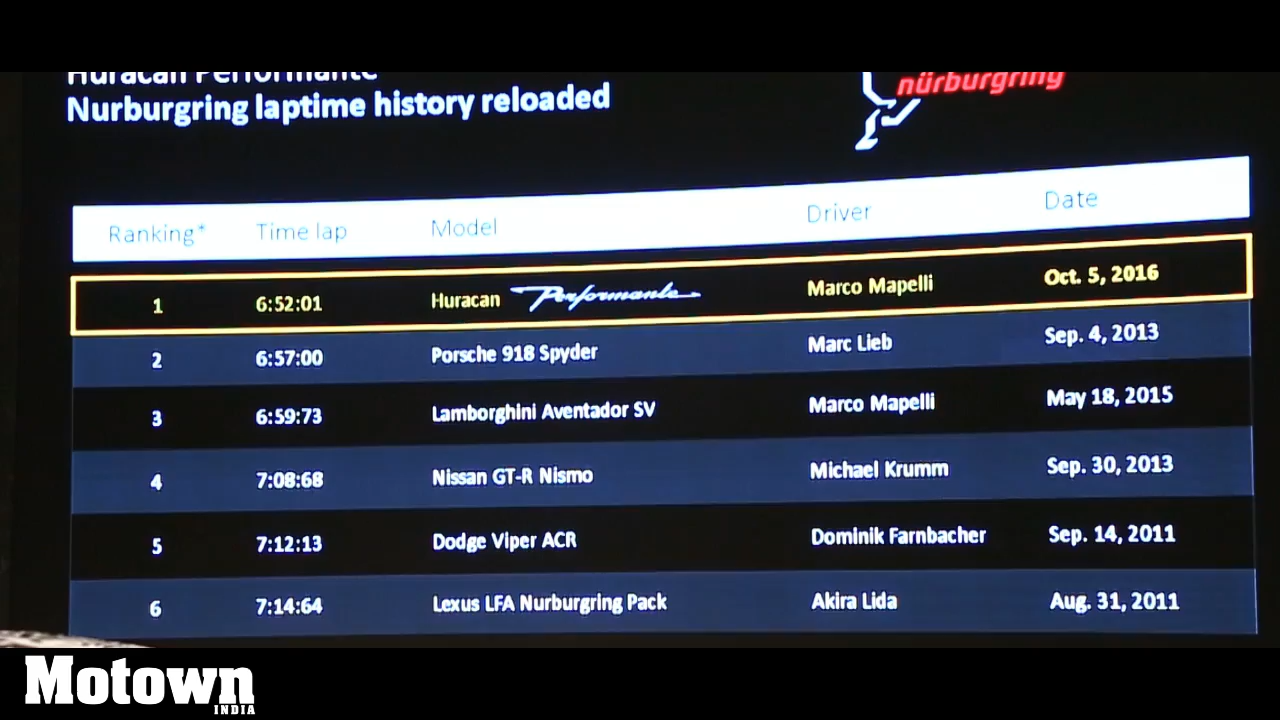 Huracan Performante
Nurburgring laptime history reloaded
nürburgring
Ranking* Time lap Model Driver Date
1 6:52:01 Huracan Performante Marco Mapelli Oct. 5, 2016
2 6:57:00 Porsche 918 Spyder Marc Lieb Sep. 4, 2013
3 6:59:73 Lamborghini Aventador SV Marco Mapelli May 18, 2015
4 7:08:68 Nissan GT-R Nismo Michael Krumm Sep. 30, 2013
5 7:12:13 Dodge Viper ACR Dominik Farnbacher Sep. 14, 2011
6 7:14:64 Lexus LFA Nurburgring Pack Akira Lida Aug. 31, 2011
Motown
INDIA